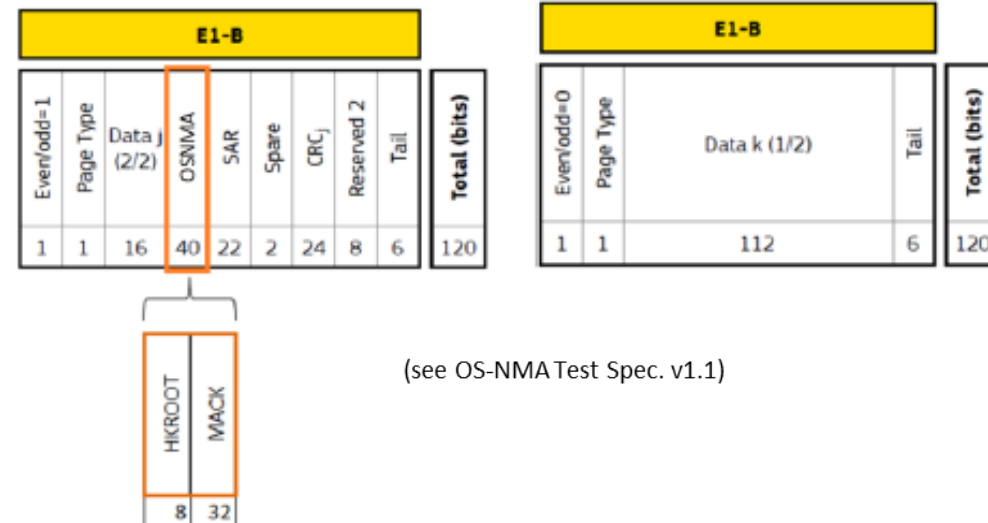 E1-B
Even/odd=1
Page Type
Data j
(2/2)
OSNMA
SAR
Spare
CRCj
Reserved 2
Tail
Total (bits)
1 1 16 40 22 2 24 8 6 120
HKROOT
MACK
8 32
E1-B
Even/odd=0
Page Type
Data k (1/2)
Tail
Total (bits)
1 1 112 6 120
(see OS-NMA Test Spec. v1.1)